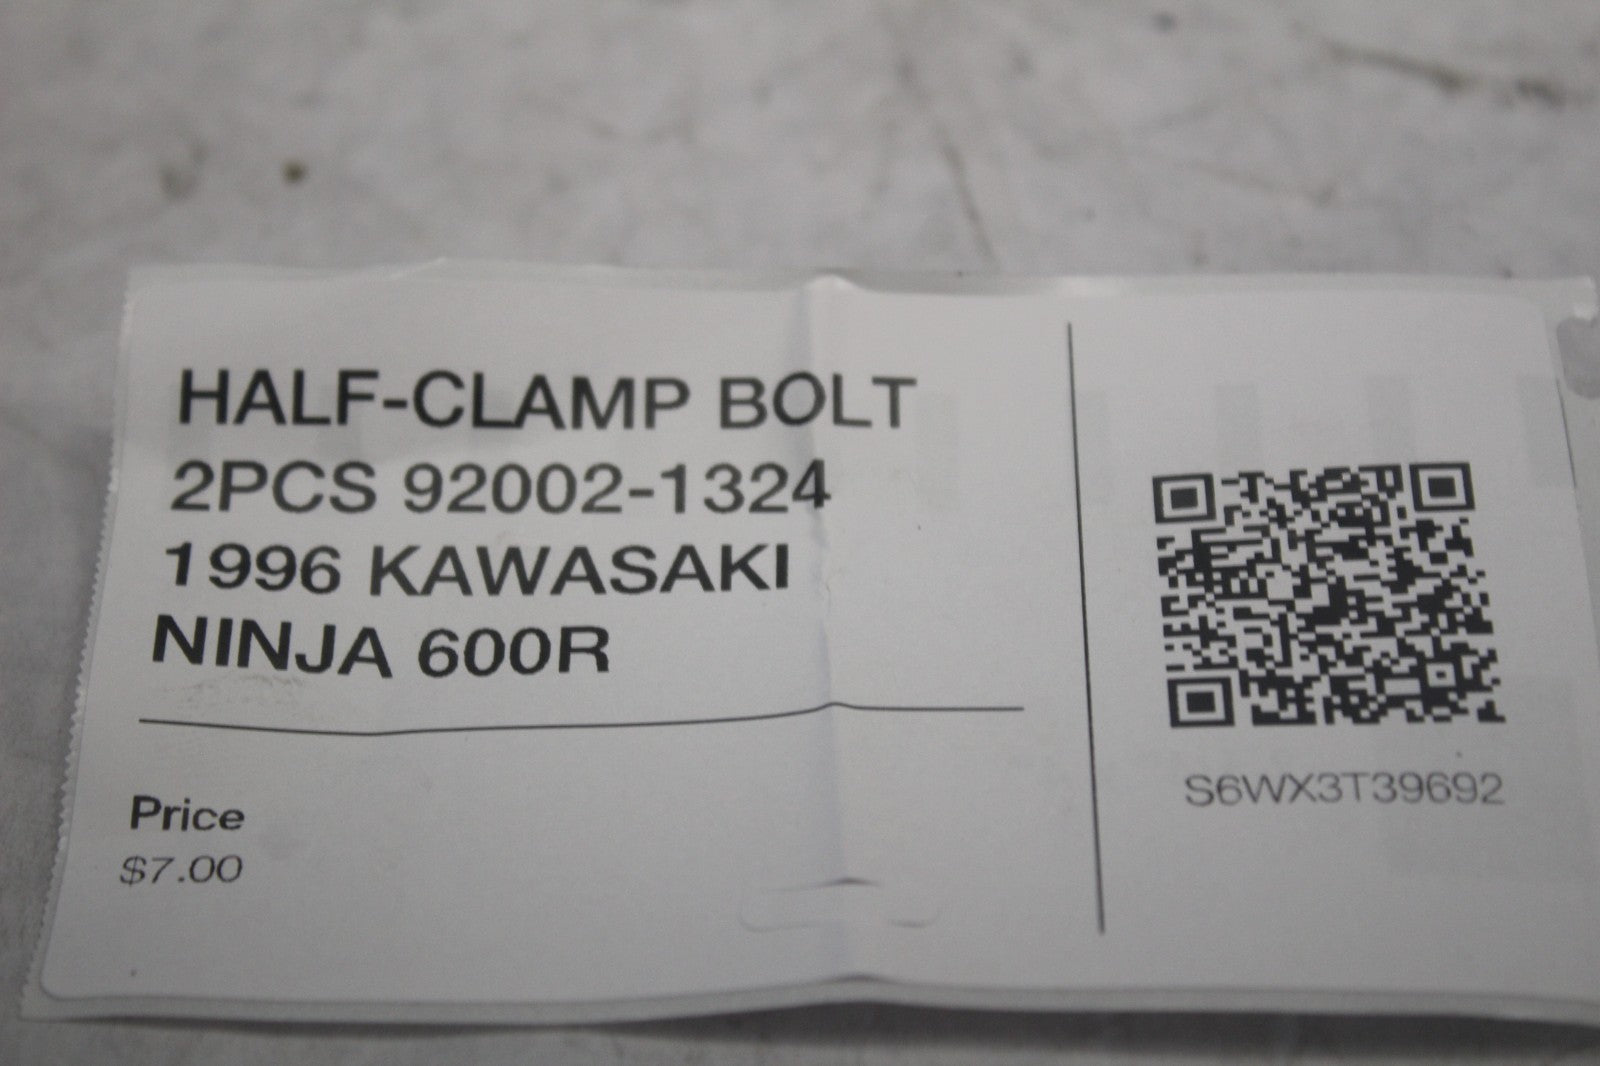 HALF-CLAMP BOLT
2PCS 92002-1324
1996 KAWASAKI
NINJA 600R
Price
$7.00
S6WX3T39692